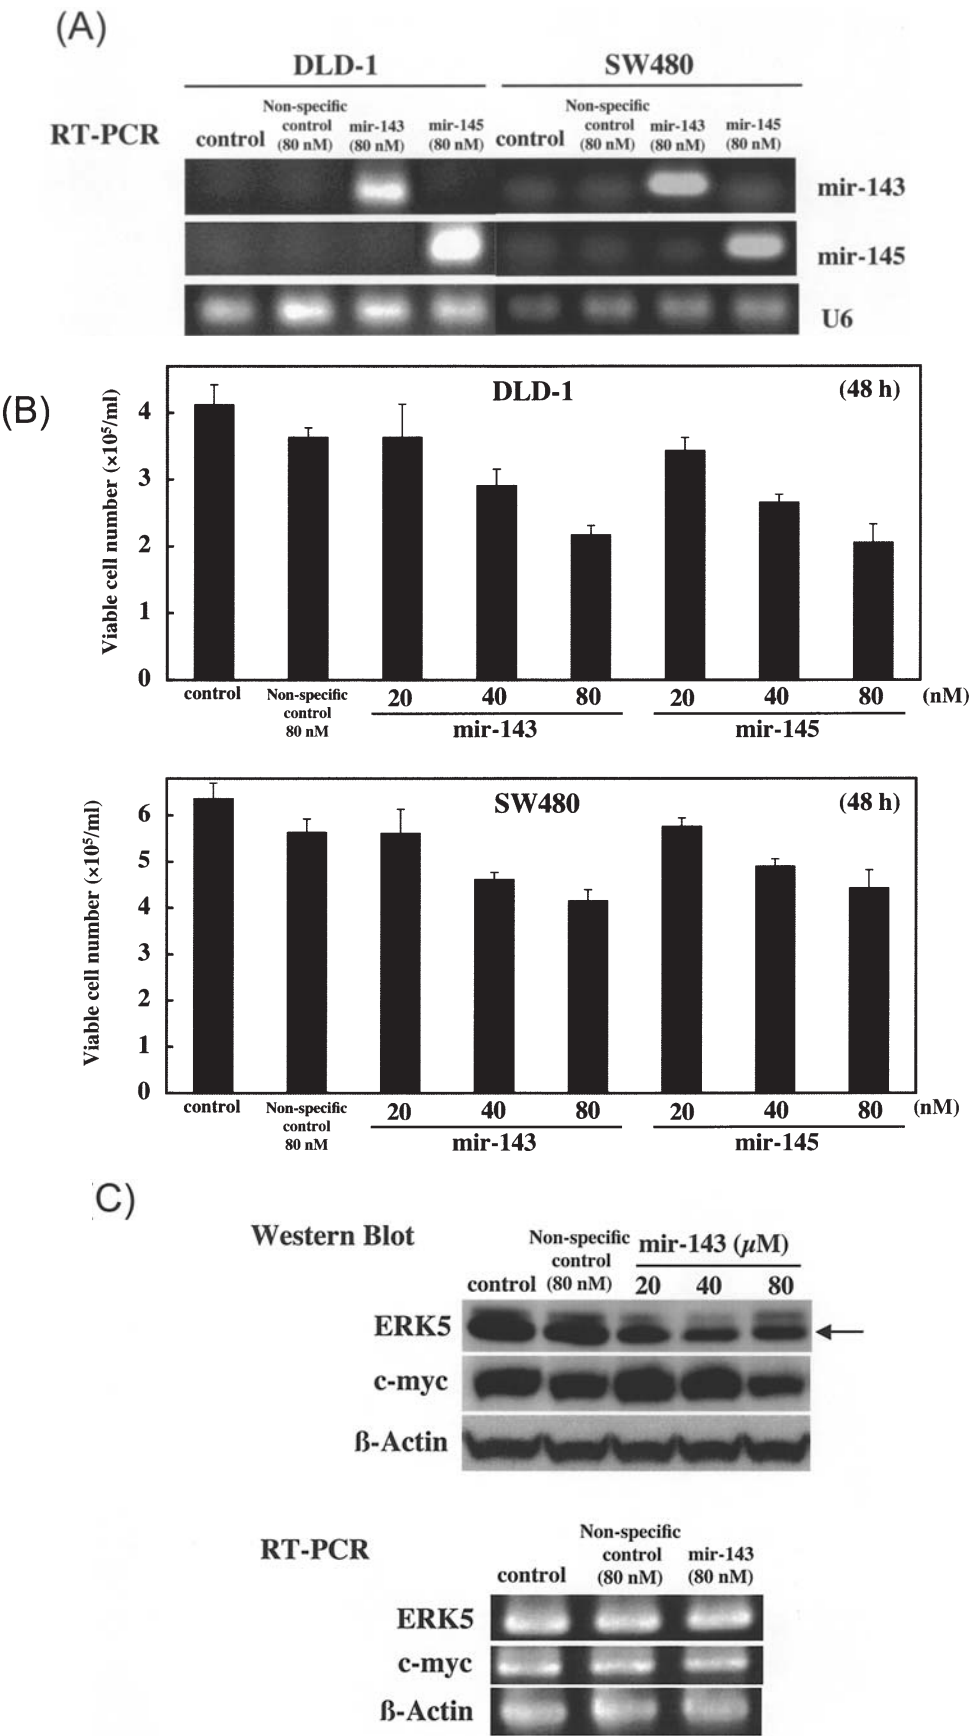 (A)
DLD-1 SW480
Non-specific Non-specific
RT-PCR control control mir-143 mir-145 control control mir-143 mir-145
(80 nM) (80 nM) (80 nM) (80 nM) (80 nM) (80 nM)
mir-143
mir-145
U6
(B)
DLD-1 (48 h)
Viable cell number (×10⁵/ml)
4
3
2
1
0
control Non-specific 20 40 80 20 40 80 (nM)
control
80 nM
mir-143 mir-145
SW480 (48 h)
Viable cell number (×10⁵/ml)
6
5
4
3
2
1
0
control Non-specific 20 40 80 20 40 80 (nM)
control
80 nM
mir-143 mir-145
C)
Western Blot Non-specific mir-143 (µM)
control
control (80 nM) 20 40 80
ERK5
c-myc
ß-Actin
RT-PCR Non-specific
control mir-143
control (80 nM) (80 nM)
ERK5
c-myc
ß-Actin